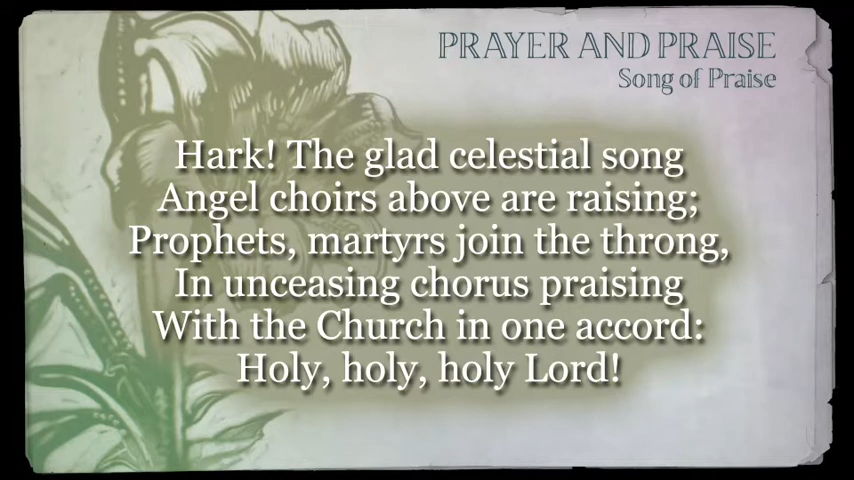 PRAYER AND PRAISE
Song of Praise
Hark! The glad celestial song
Angel choirs above are raising;
Prophets, martyrs join the throng,
In unceasing chorus praising
With the Church in one accord:
Holy, holy, holy Lord!